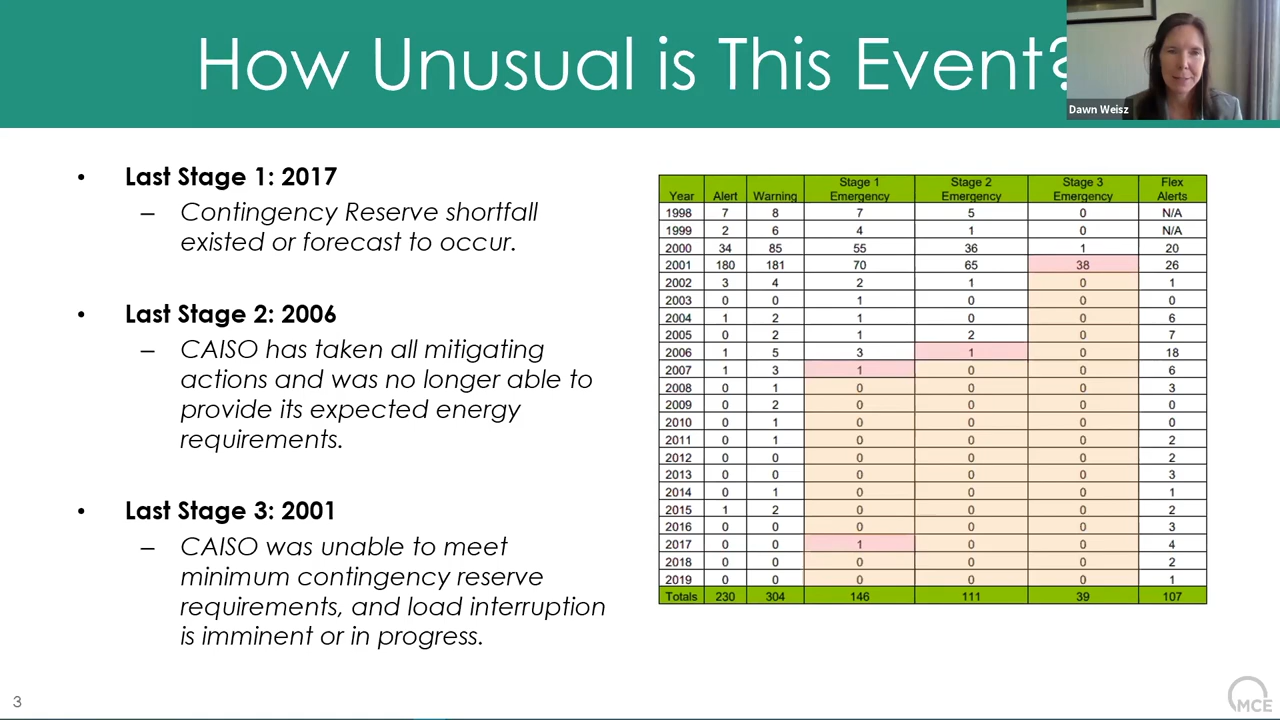 How Unusual is This Event?
Dawn Weisz
• Last Stage 1: 2017
– Contingency Reserve shortfall
existed or forecast to occur.
• Last Stage 2: 2006
– CAISO has taken all mitigating
actions and was no longer able to
provide its expected energy
requirements.
• Last Stage 3: 2001
– CAISO was unable to meet
minimum contingency reserve
requirements, and load interruption
is imminent or in progress.
Year Alert Warning Stage 1 Emergency Stage 2 Emergency Stage 3 Emergency Flex Alerts
1998 7 8 7 5 0 N/A
1999 2 6 4 1 0 N/A
2000 34 85 55 36 1 20
2001 180 181 70 65 38 26
2002 3 4 2 1 0 1
2003 0 0 1 0 0 0
2004 1 2 1 0 0 6
2005 0 2 1 2 0 7
2006 1 5 3 1 0 18
2007 1 3 1 0 0 6
2008 0 1 0 0 0 3
2009 0 2 0 0 0 0
2010 0 1 0 0 0 0
2011 0 1 0 0 0 2
2012 0 0 0 0 0 2
2013 0 0 0 0 0 3
2014 0 1 0 0 0 1
2015 1 2 0 0 0 2
2016 0 0 0 0 0 3
2017 0 0 1 0 0 4
2018 0 0 0 0 0 2
2019 0 0 0 0 0 1
Totals 230 304 146 111 39 107
3
MCE